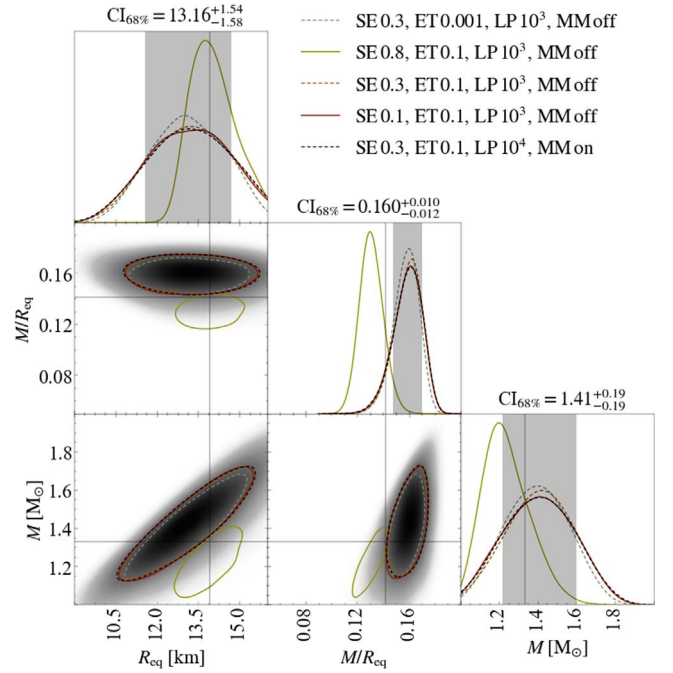 CI68% = 13.16 +1.54 −1.58
SE 0.3, ET 0.001, LP 10³, MM off
SE 0.8, ET 0.1, LP 10³, MM off
SE 0.3, ET 0.1, LP 10³, MM off
SE 0.1, ET 0.1, LP 10³, MM off
SE 0.3, ET 0.1, LP 10⁴, MM on
CI68% = 0.160 +0.010 −0.012
0.16
0.12
0.08
M/Req
CI68% = 1.41 +0.19 −0.19
1.8
1.6
1.4
1.2
M [M⊙]
10.5 12.0 13.5 15.0
Req [km]
0.08 0.12 0.16
M/Req
1.2 1.4 1.6 1.8
M [M⊙]